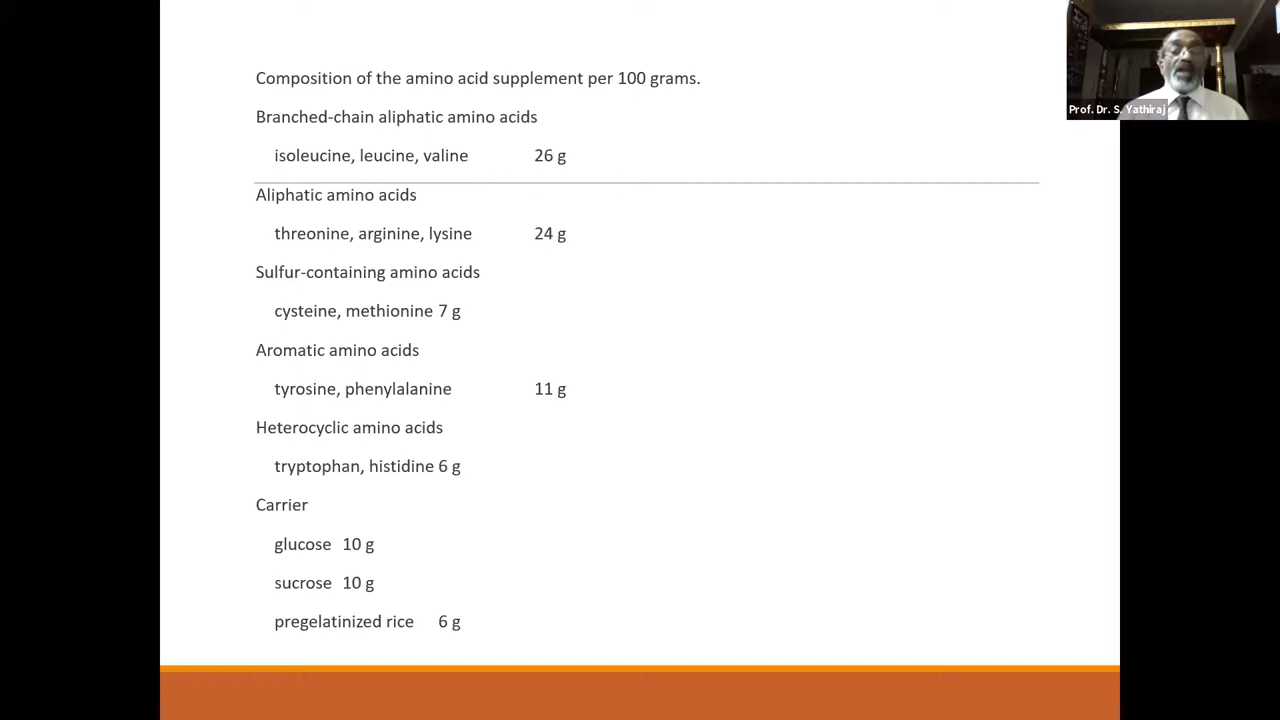 Composition of the amino acid supplement per 100 grams.
Branched-chain aliphatic amino acids
isoleucine, leucine, valine 26 g
Aliphatic amino acids
threonine, arginine, lysine 24 g
Sulfur-containing amino acids
cysteine, methionine 7 g
Aromatic amino acids
tyrosine, phenylalanine 11 g
Heterocyclic amino acids
tryptophan, histidine 6 g
Carrier
glucose 10 g
sucrose 10 g
pregelatinized rice 6 g
Prof. Dr. S. Yathiraj